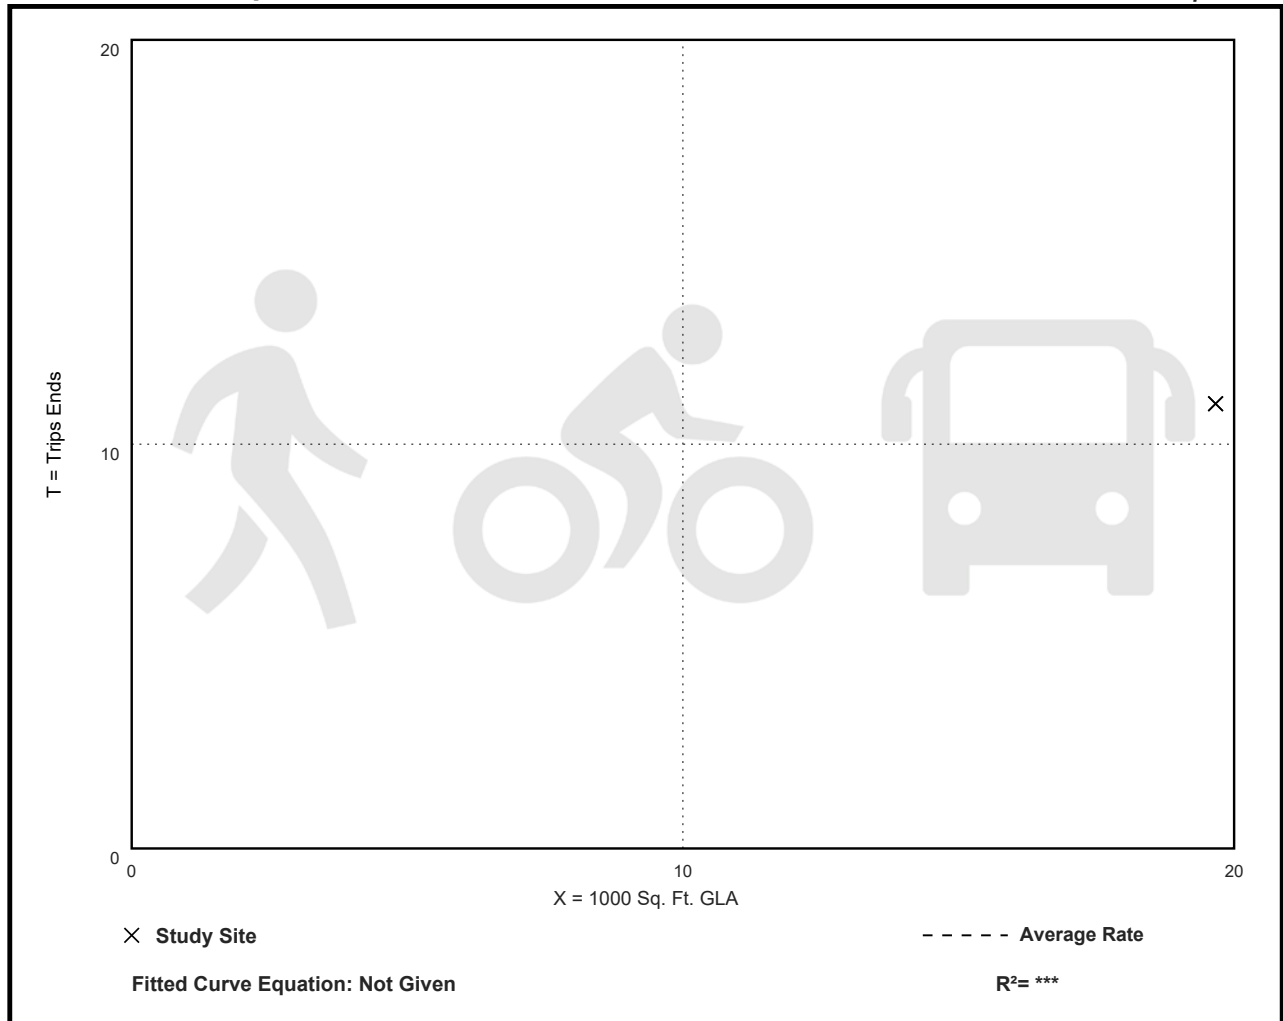 20
T = Trips Ends
10
0
0 10 20
X = 1000 Sq. Ft. GLA
Study Site
Average Rate
Fitted Curve Equation: Not Given
R²= ***